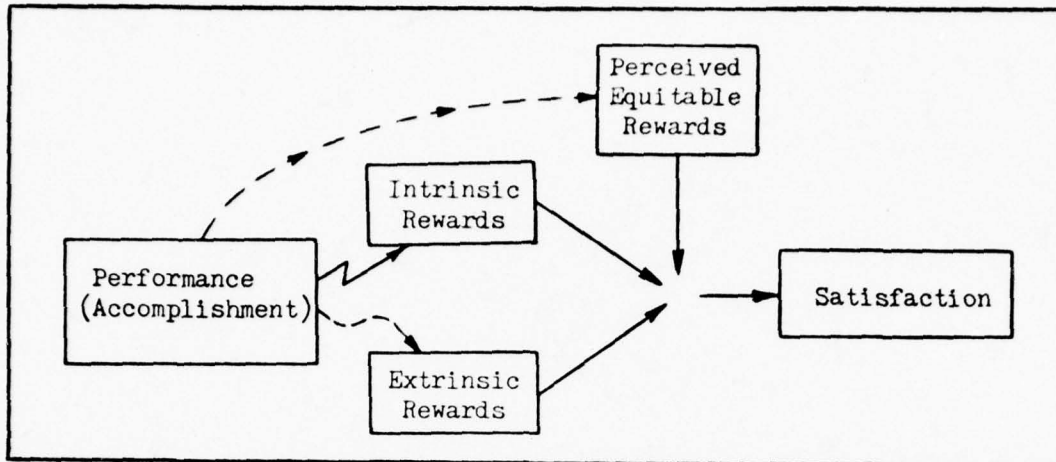 Perceived
Equitable
Rewards
Intrinsic
Rewards
Performance
(Accomplishment)
Satisfaction
Extrinsic
Rewards